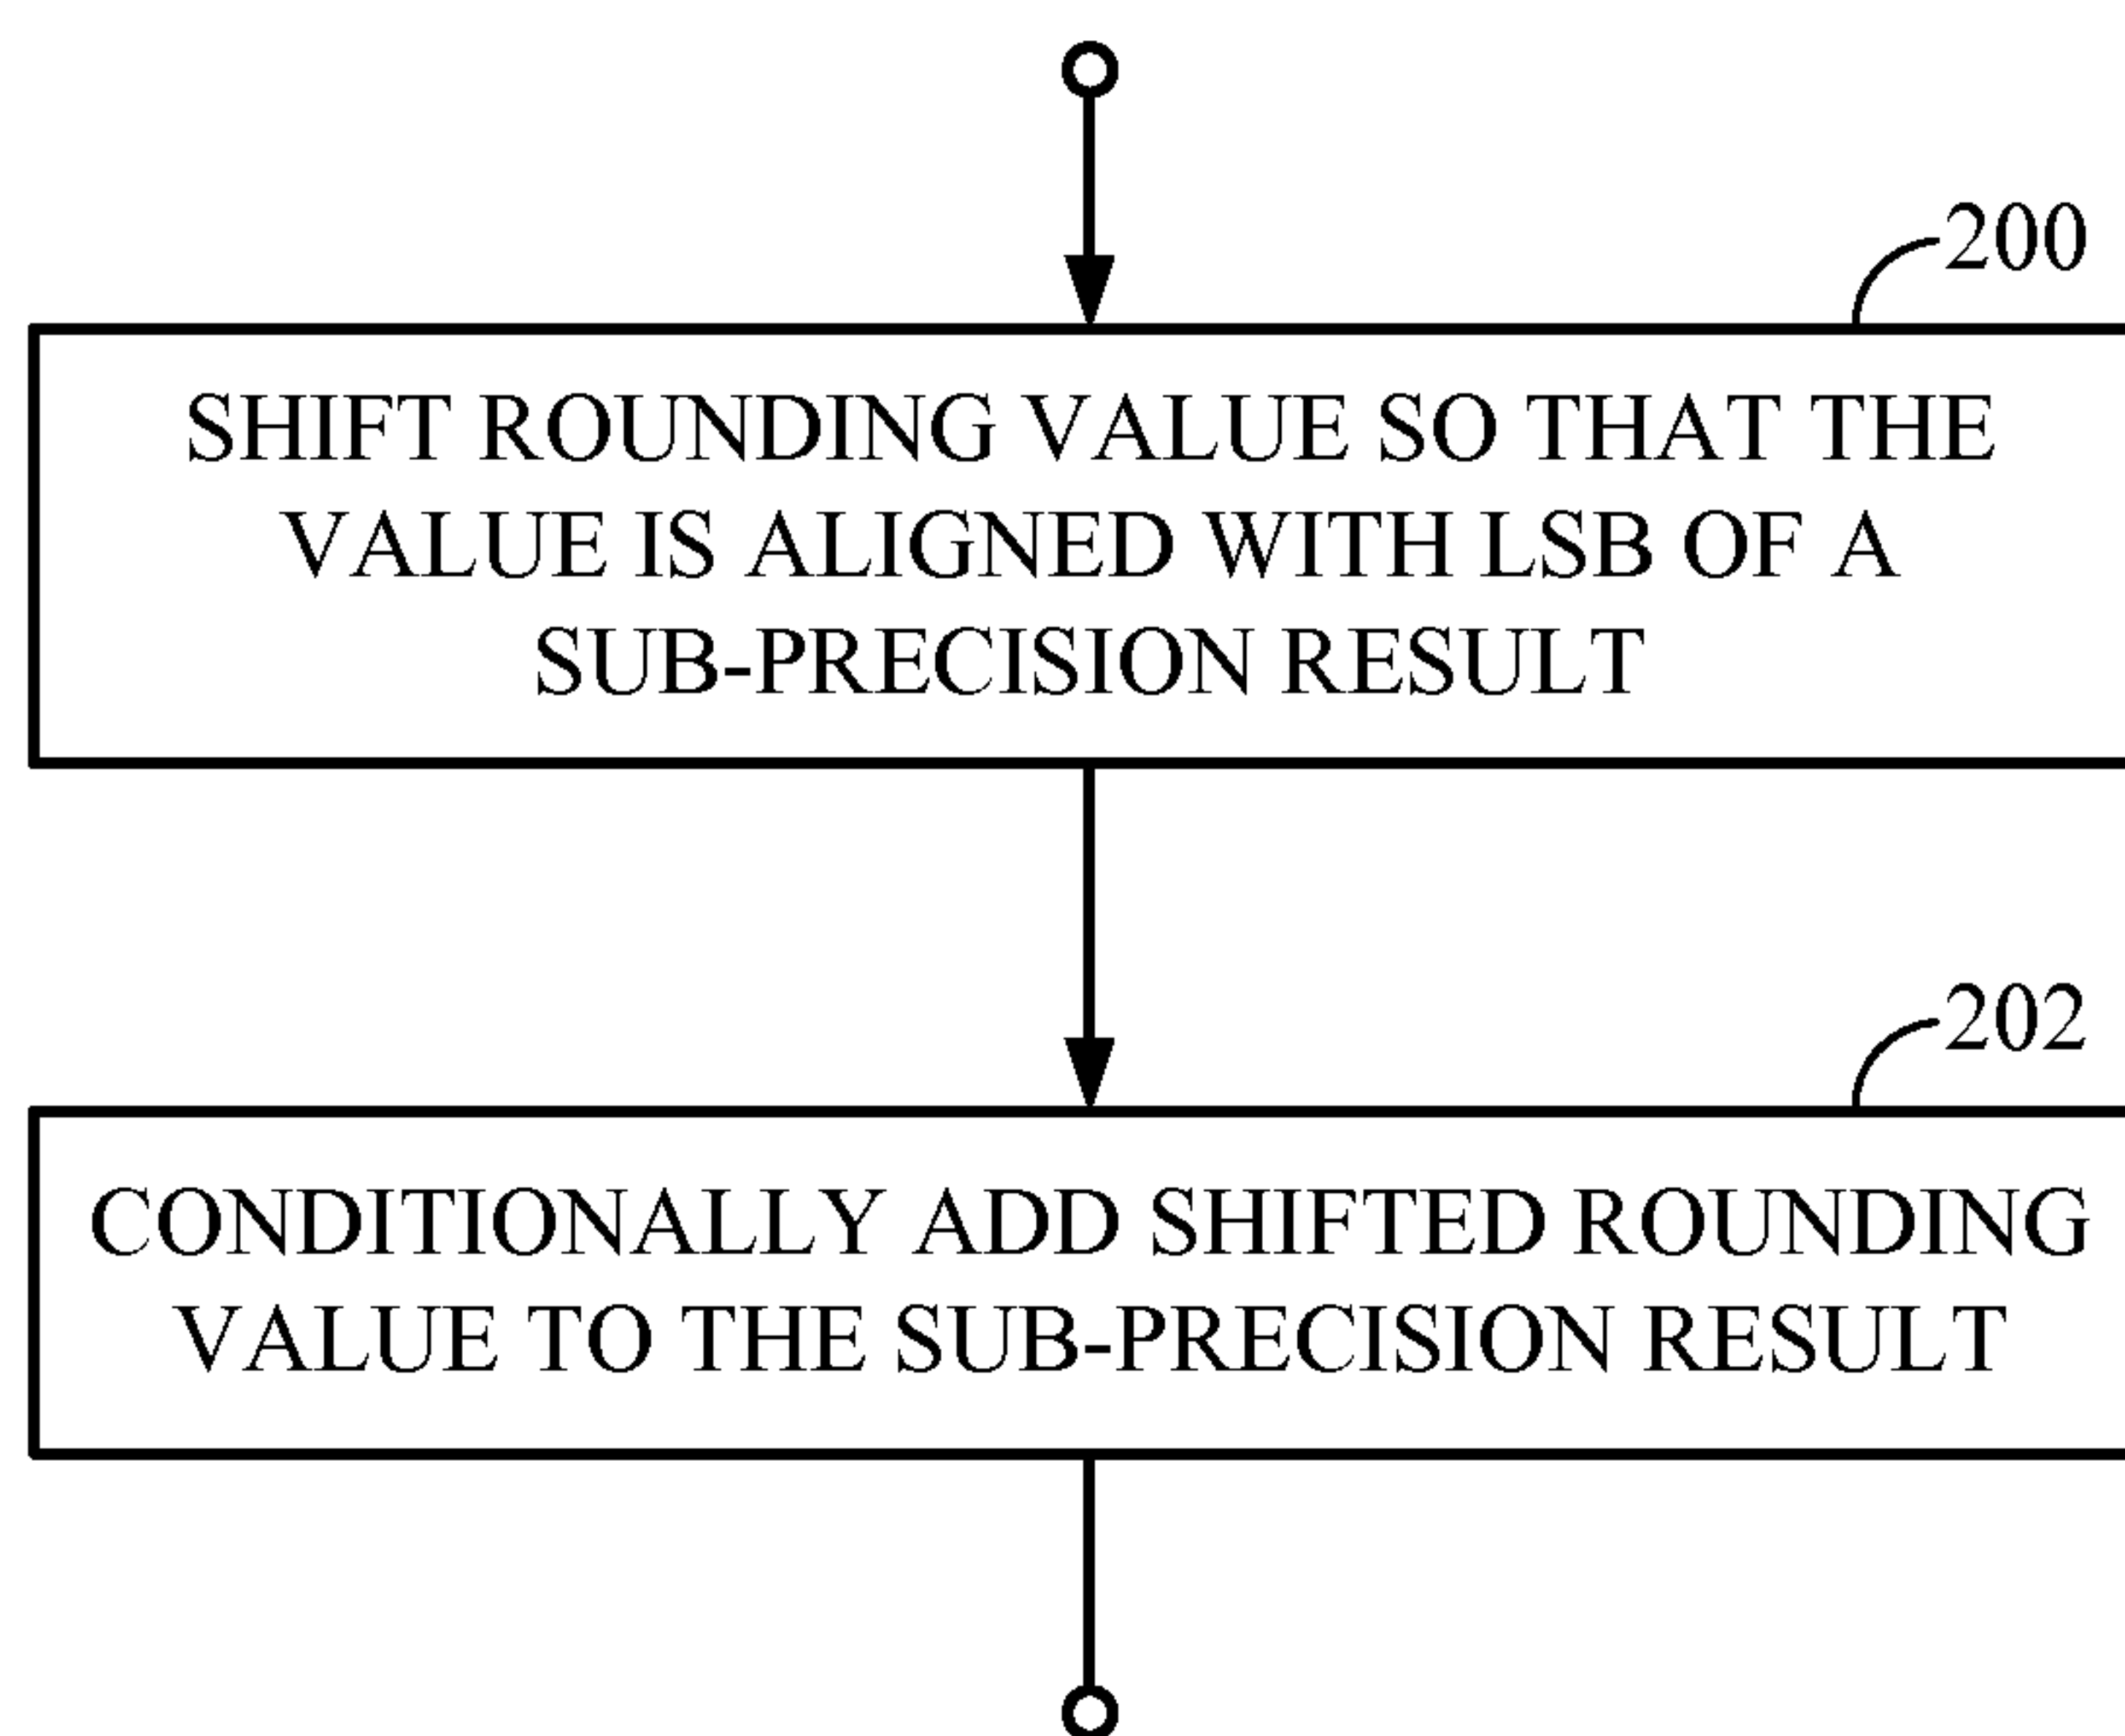 200
SHIFT ROUNDING VALUE SO THAT THE
VALUE IS ALIGNED WITH LSB OF A
SUB-PRECISION RESULT
202
CONDITIONALLY ADD SHIFTED ROUNDING
VALUE TO THE SUB-PRECISION RESULT